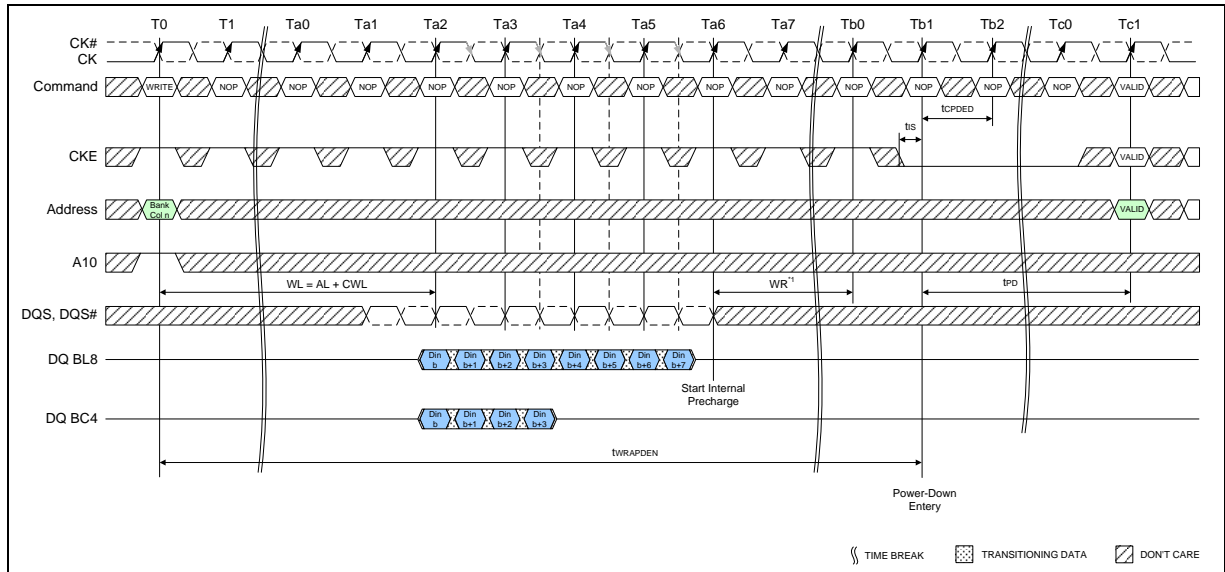 T0 T1 Ta0 Ta1 Ta2 Ta3 Ta4 Ta5 Ta6 Ta7 Tb0 Tb1 Tb2 Tc0 Tc1
CK#
CK
Command WRITE NOP NOP NOP NOP NOP NOP NOP NOP NOP NOP NOP NOP NOP VALID
tCPDED
tIS
CKE VALID
Address Bank Col n VALID
A10
WL = AL + CWL WR*1 tPD
DQS, DQS#
DQ BL8 Din b Din b+1 Din b+2 Din b+3 Din b+4 Din b+5 Din b+6 Din b+7
Start Internal
Precharge
DQ BC4 Din b Din b+1 Din b+2 Din b+3
tWRAPDEN
Power-Down
Entery
TIME BREAK TRANSITIONING DATA DON'T CARE